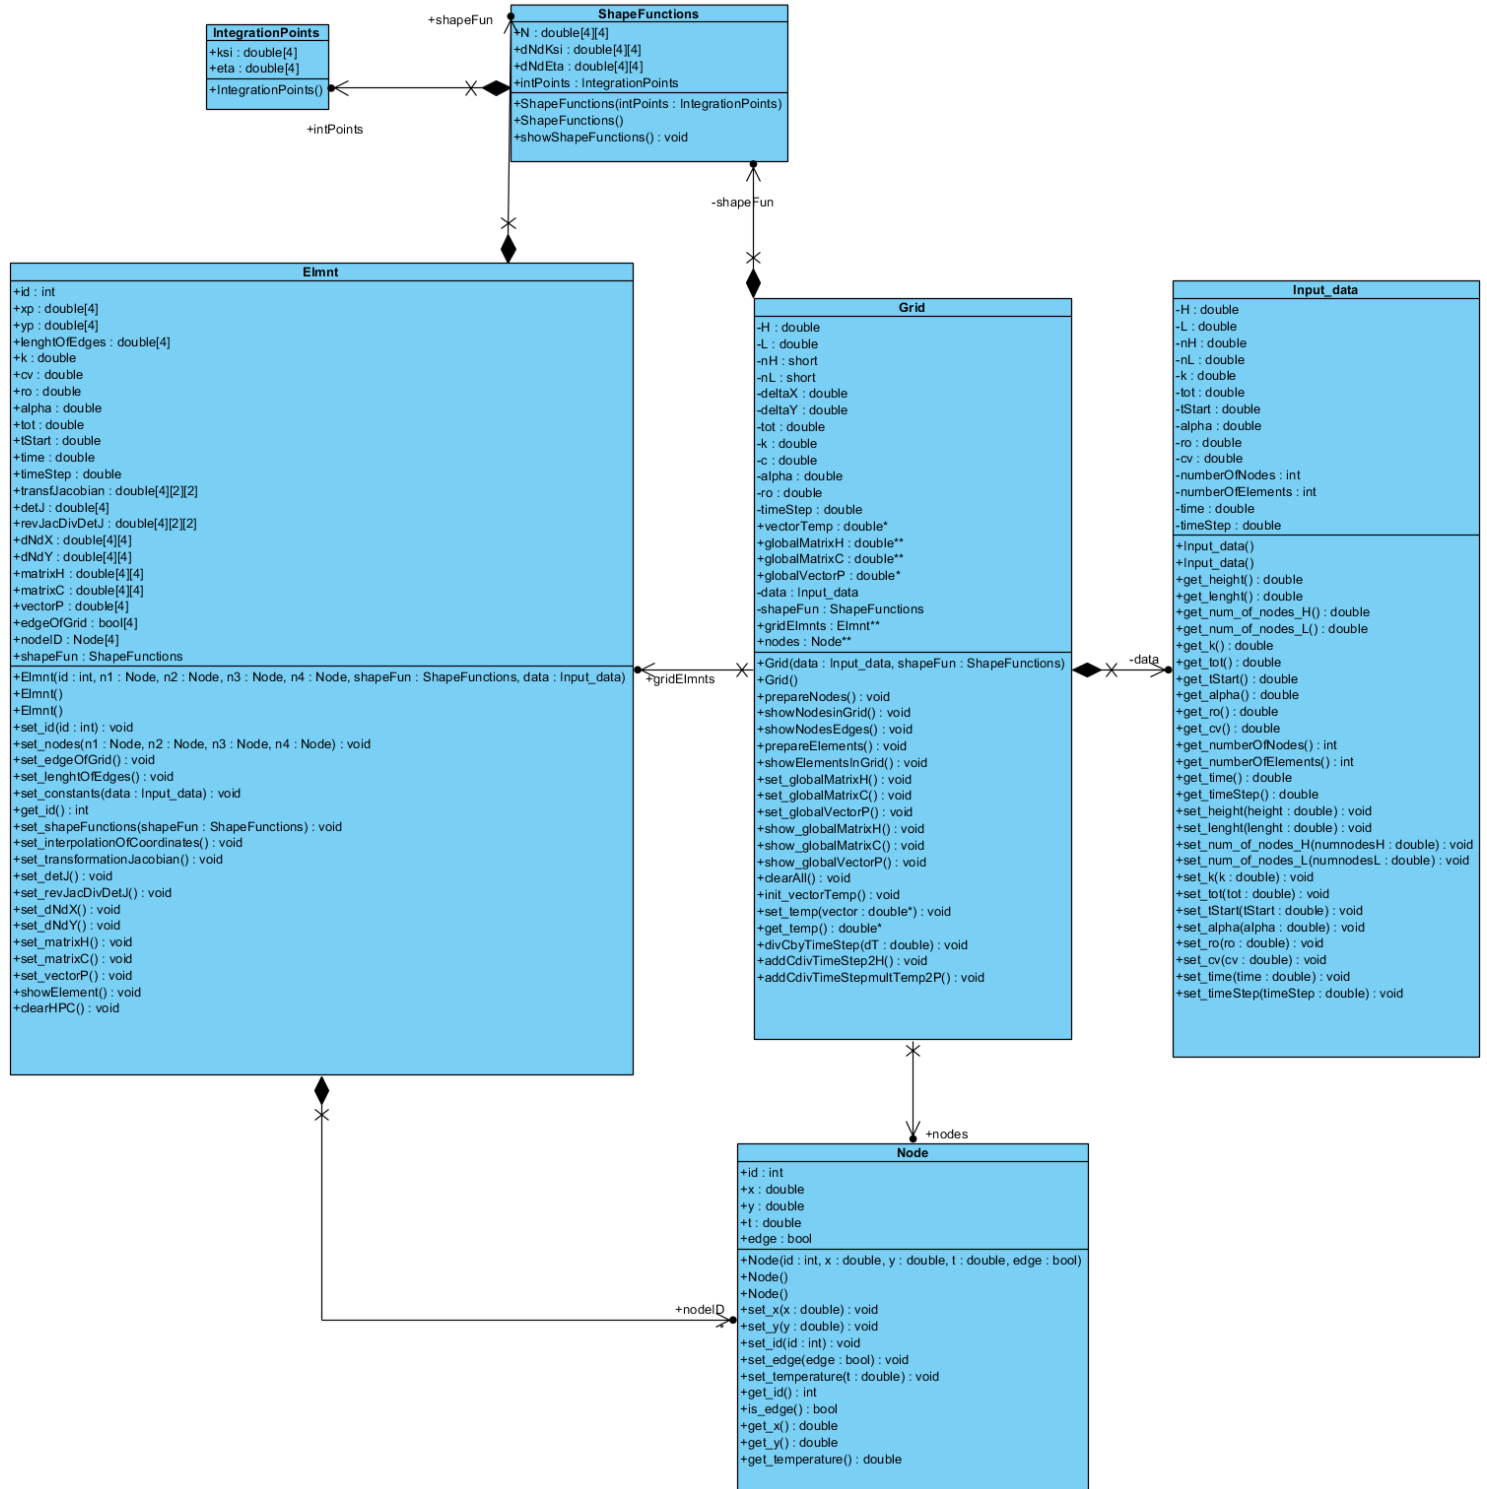 +shapeFun
IntegrationPoints
+ksi : double[4]
+eta : double[4]
+IntegrationPoints()
+intPoints
ShapeFunctions
+N : double[4][4]
+dNdKsi : double[4][4]
+dNdEta : double[4][4]
+intPoints : IntegrationPoints
+ShapeFunctions(intPoints : IntegrationPoints)
+ShapeFunctions()
+showShapeFunctions() : void
-shapeFun
Elmnt
+id : int
+xp : double[4]
+yp : double[4]
+lenghtOfEdges : double[4]
+k : double
+cv : double
+ro : double
+alpha : double
+tot : double
+tStart : double
+time : double
+timeStep : double
+transfJacobian : double[4][2][2]
+detJ : double[4]
+revJacDivDetJ : double[4][2][2]
+dNdX : double[4][4]
+dNdY : double[4][4]
+matrixH : double[4][4]
+matrixC : double[4][4]
+vectorP : double[4]
+edgeOfGrid : bool[4]
+nodeID : Node[4]
+shapeFun : ShapeFunctions
+Elmnt(id : int, n1 : Node, n2 : Node, n3 : Node, n4 : Node, shapeFun : ShapeFunctions, data : Input_data)
+Elmnt()
+Elmnt()
+set_id(id : int) : void
+set_nodes(n1 : Node, n2 : Node, n3 : Node, n4 : Node) : void
+set_edgeOfGrid() : void
+set_lenghtOfEdges() : void
+set_constants(data : Input_data) : void
+get_id() : int
+set_shapeFunctions(shapeFun : ShapeFunctions) : void
+set_interpolationOfCoordinates() : void
+set_transformationJacobian() : void
+set_detJ() : void
+set_revJacDivDetJ() : void
+set_dNdX() : void
+set_dNdY() : void
+set_matrixH() : void
+set_matrixC() : void
+set_vectorP() : void
+showElement() : void
+clearHPC() : void
+gridElmnts
Grid
-H : double
-L : double
-nH : short
-nL : short
-deltaX : double
-deltaY : double
-tot : double
-k : double
-c : double
-alpha : double
-ro : double
-timeStep : double
+vectorTemp : double*
+globalMatrixH : double**
+globalMatrixC : double**
+globalVectorP : double*
-data : Input_data
-shapeFun : ShapeFunctions
+gridElmnts : Elmnt**
+nodes : Node**
+Grid(data : Input_data, shapeFun : ShapeFunctions)
+Grid()
+prepareNodes() : void
+showNodesinGrid() : void
+showNodesEdges() : void
+prepareElements() : void
+showElementsInGrid() : void
+set_globalMatrixH() : void
+set_globalMatrixC() : void
+set_globalVectorP() : void
+show_globalMatrixH() : void
+show_globalMatrixC() : void
+show_globalVectorP() : void
+clearAll() : void
+init_vectorTemp() : void
+set_temp(vector : double*) : void
+get_temp() : double*
+divCbyTimeStep(dT : double) : void
+addCdivTimeStep2H() : void
+addCdivTimeStepmultTemp2P() : void
-data
Input_data
-H : double
-L : double
-nH : double
-nL : double
-k : double
-tot : double
-tStart : double
-alpha : double
-ro : double
-cv : double
-numberOfNodes : int
-numberOfElements : int
-time : double
-timeStep : double
+Input_data()
+Input_data()
+get_height() : double
+get_lenght() : double
+get_num_of_nodes_H() : double
+get_num_of_nodes_L() : double
+get_k() : double
+get_tot() : double
+get_tStart() : double
+get_alpha() : double
+get_ro() : double
+get_cv() : double
+get_numberOfNodes() : int
+get_numberOfElements() : int
+get_time() : double
+get_timeStep() : double
+set_height(height : double) : void
+set_lenght(lenght : double) : void
+set_num_of_nodes_H(numnodesH : double) : void
+set_num_of_nodes_L(numnodesL : double) : void
+set_k(k : double) : void
+set_tot(tot : double) : void
+set_tStart(tStart : double) : void
+set_alpha(alpha : double) : void
+set_ro(ro : double) : void
+set_cv(cv : double) : void
+set_time(time : double) : void
+set_timeStep(timeStep : double) : void
+nodes
+nodeID
*
Node
+id : int
+x : double
+y : double
+t : double
+edge : bool
+Node(id : int, x : double, y : double, t : double, edge : bool)
+Node()
+Node()
+set_x(x : double) : void
+set_y(y : double) : void
+set_id(id : int) : void
+set_edge(edge : bool) : void
+set_temperature(t : double) : void
+get_id() : int
+is_edge() : bool
+get_x() : double
+get_y() : double
+get_temperature() : double